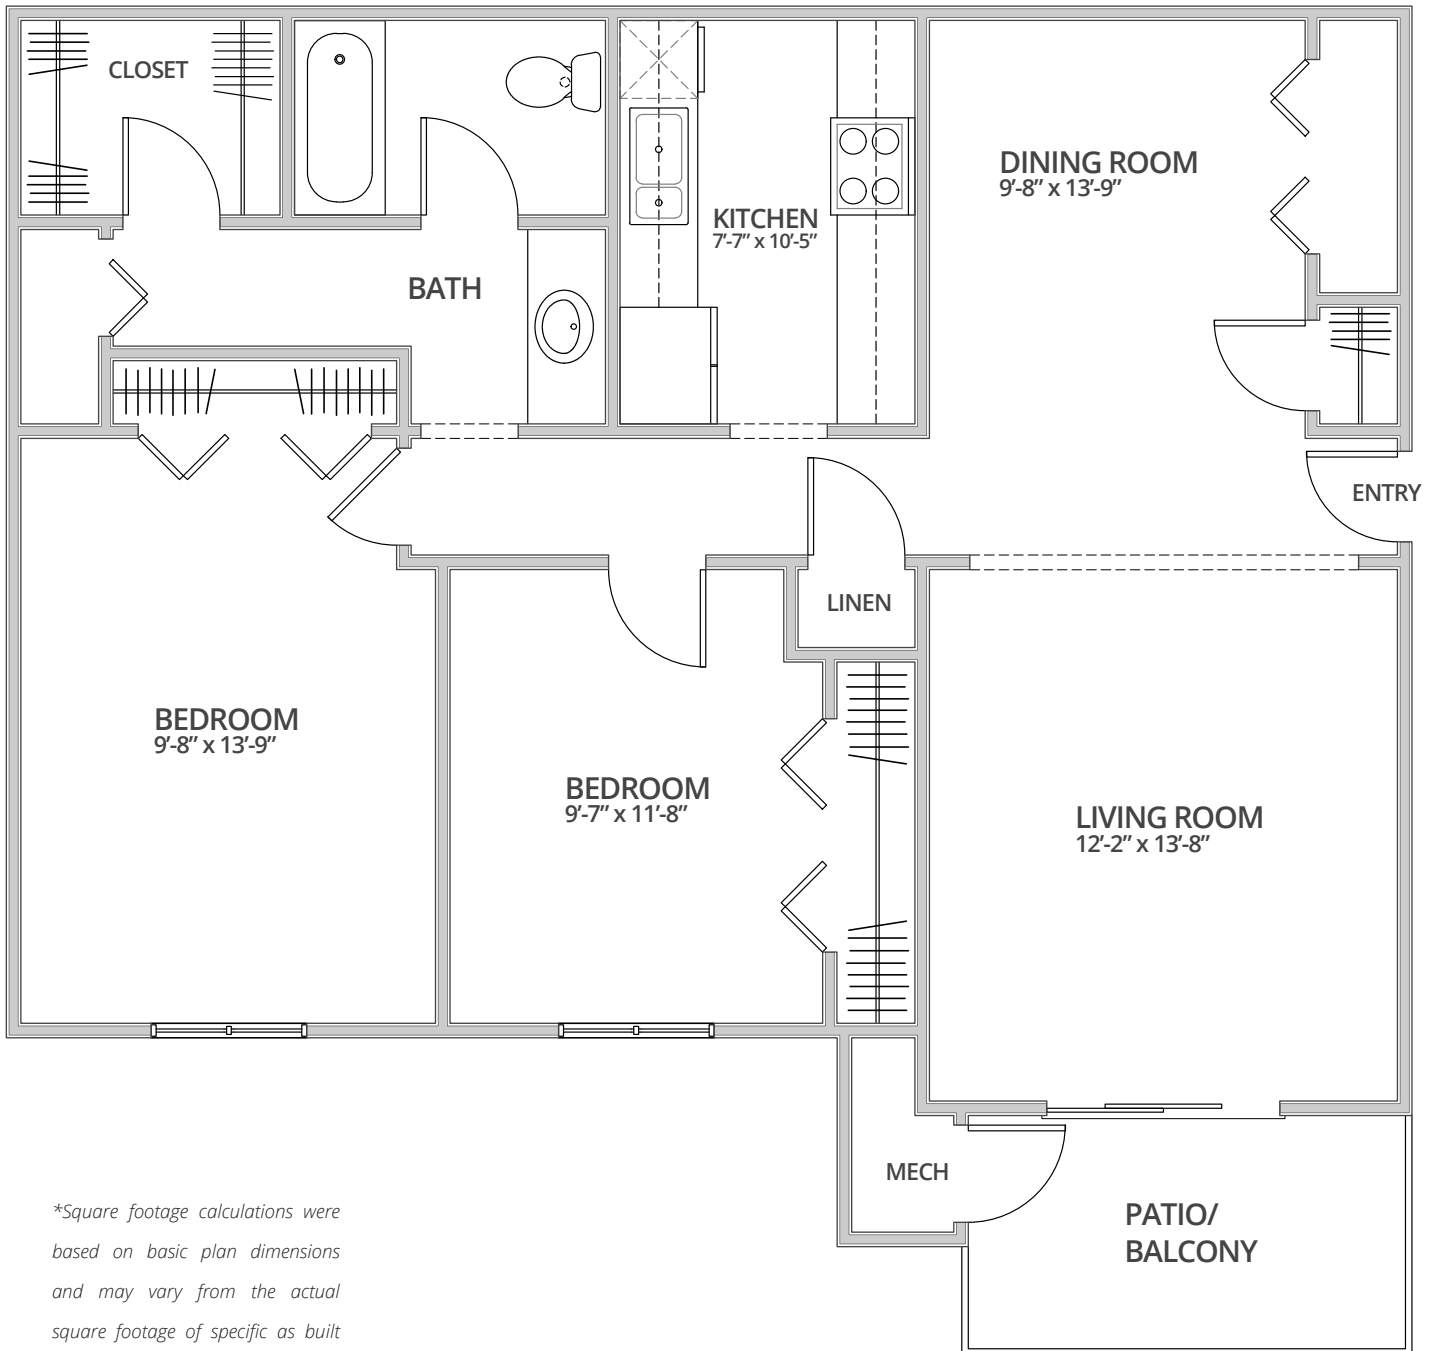 CLOSET
DINING ROOM
9'-8” x 13'-9”
KITCHEN
7'-7” x 10'-5”
BATH
ENTRY
LINEN
BEDROOM
9'-8” x 13'-9”
BEDROOM
9'-7” x 11'-8”
LIVING ROOM
12'-2” x 13'-8”
MECH
PATIO/
BALCONY
*Square footage calculations were
based on basic plan dimensions
and may vary from the actual
square footage of specific as built